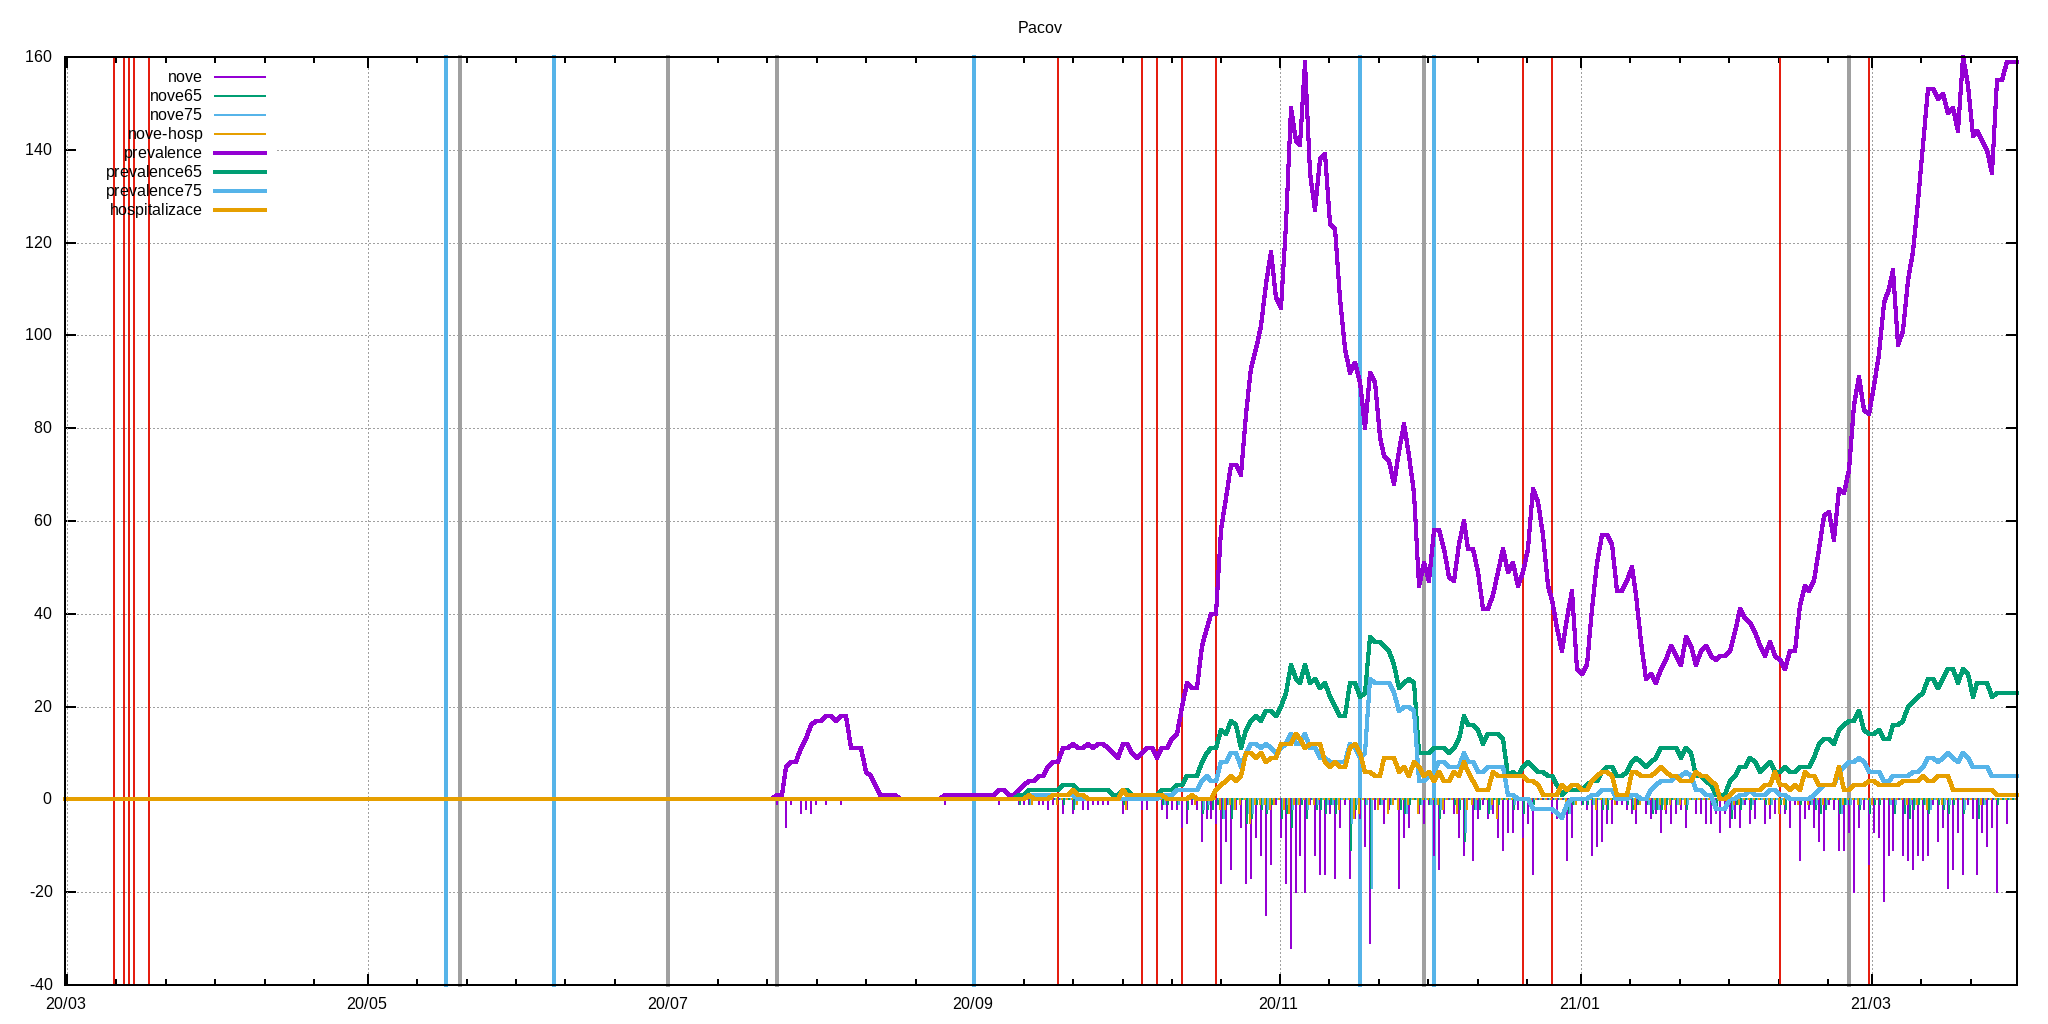 Pacov
160
140
120
100
80
60
40
20
0
-20
-40
nove
nove65
nove75
nove-hosp
prevalence
prevalence65
prevalence75
hospitalizace
20/03 20/05 20/07 20/09 20/11 21/01 21/03